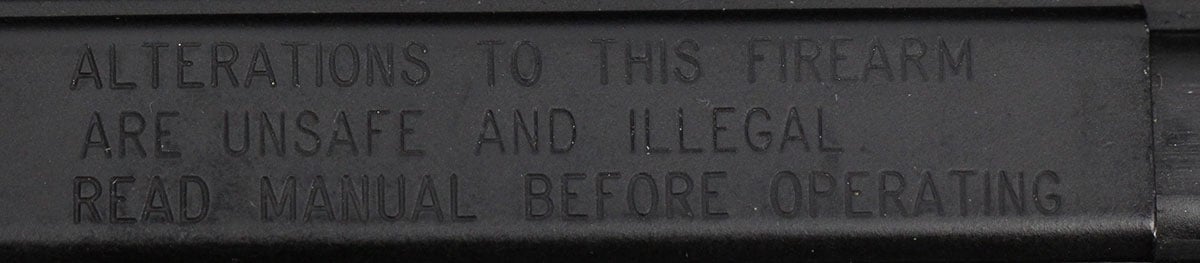 ALTERATIONS TO THIS FIREARM
ARE UNSAFE AND ILLEGAL.
READ MANUAL BEFORE OPERATING